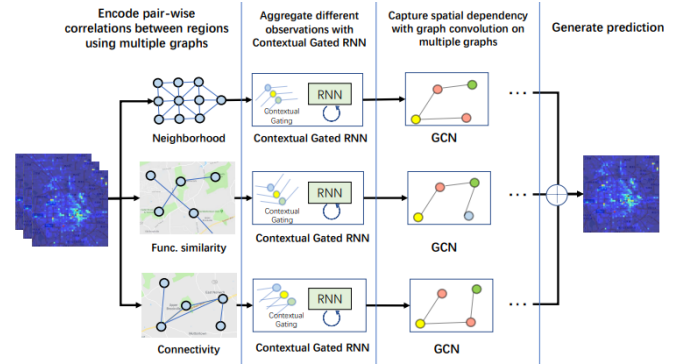 Encode pair-wise
correlations between regions
using multiple graphs
Aggregate different
observations with
Contextual Gated RNN
Capture spatial dependency
with graph convolution on
multiple graphs
Generate prediction
Neighborhood
Contextual
Gating
RNN
Contextual Gated RNN
GCN
...
Func. similarity
Contextual
Gating
RNN
Contextual Gated RNN
GCN
...
Connectivity
Contextual
Gating
RNN
Contextual Gated RNN
GCN
...